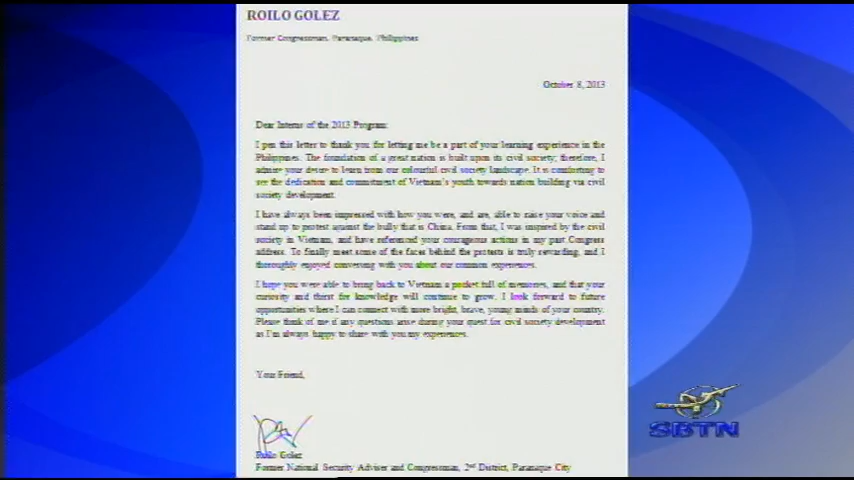 ROILO GOLEZ
Former Congressman, Paranaque, Philippines
October 8, 2013
Dear Interns of the 2013 Program:
I pen this letter to thank you for letting me be a part of your learning experience in the
Philippines. The foundation of a great nation is built upon its civil society; therefore, I
admire your desire to learn from our colourful civil society landscape. It is comforting to
see the dedication and commitment of Vietnam's youth towards nation building via civil
society development.
I have always been impressed with how you were, and are, able to raise your voice and
stand up to protest against the bully that is China. From that, I was inspired by the civil
society in Vietnam, and have referenced your courageous actions in my past Congress
address. To finally meet some of the faces behind the protests is truly rewarding, and I
thoroughly enjoyed conversing with you about our common experiences.
I hope you were able to bring back to Vietnam a pocket full of memories, and that your
curiosity and thirst for knowledge will continue to grow. I look forward to future
opportunities where I can connect with more bright, brave, young minds of your country.
Please think of me if any questions arise during your quest for civil society development
as I'm always happy to share with you my experiences.
Your Friend,
Roilo Golez
Former National Security Adviser and Congressman, 2nd District, Paranaque City
SBTN